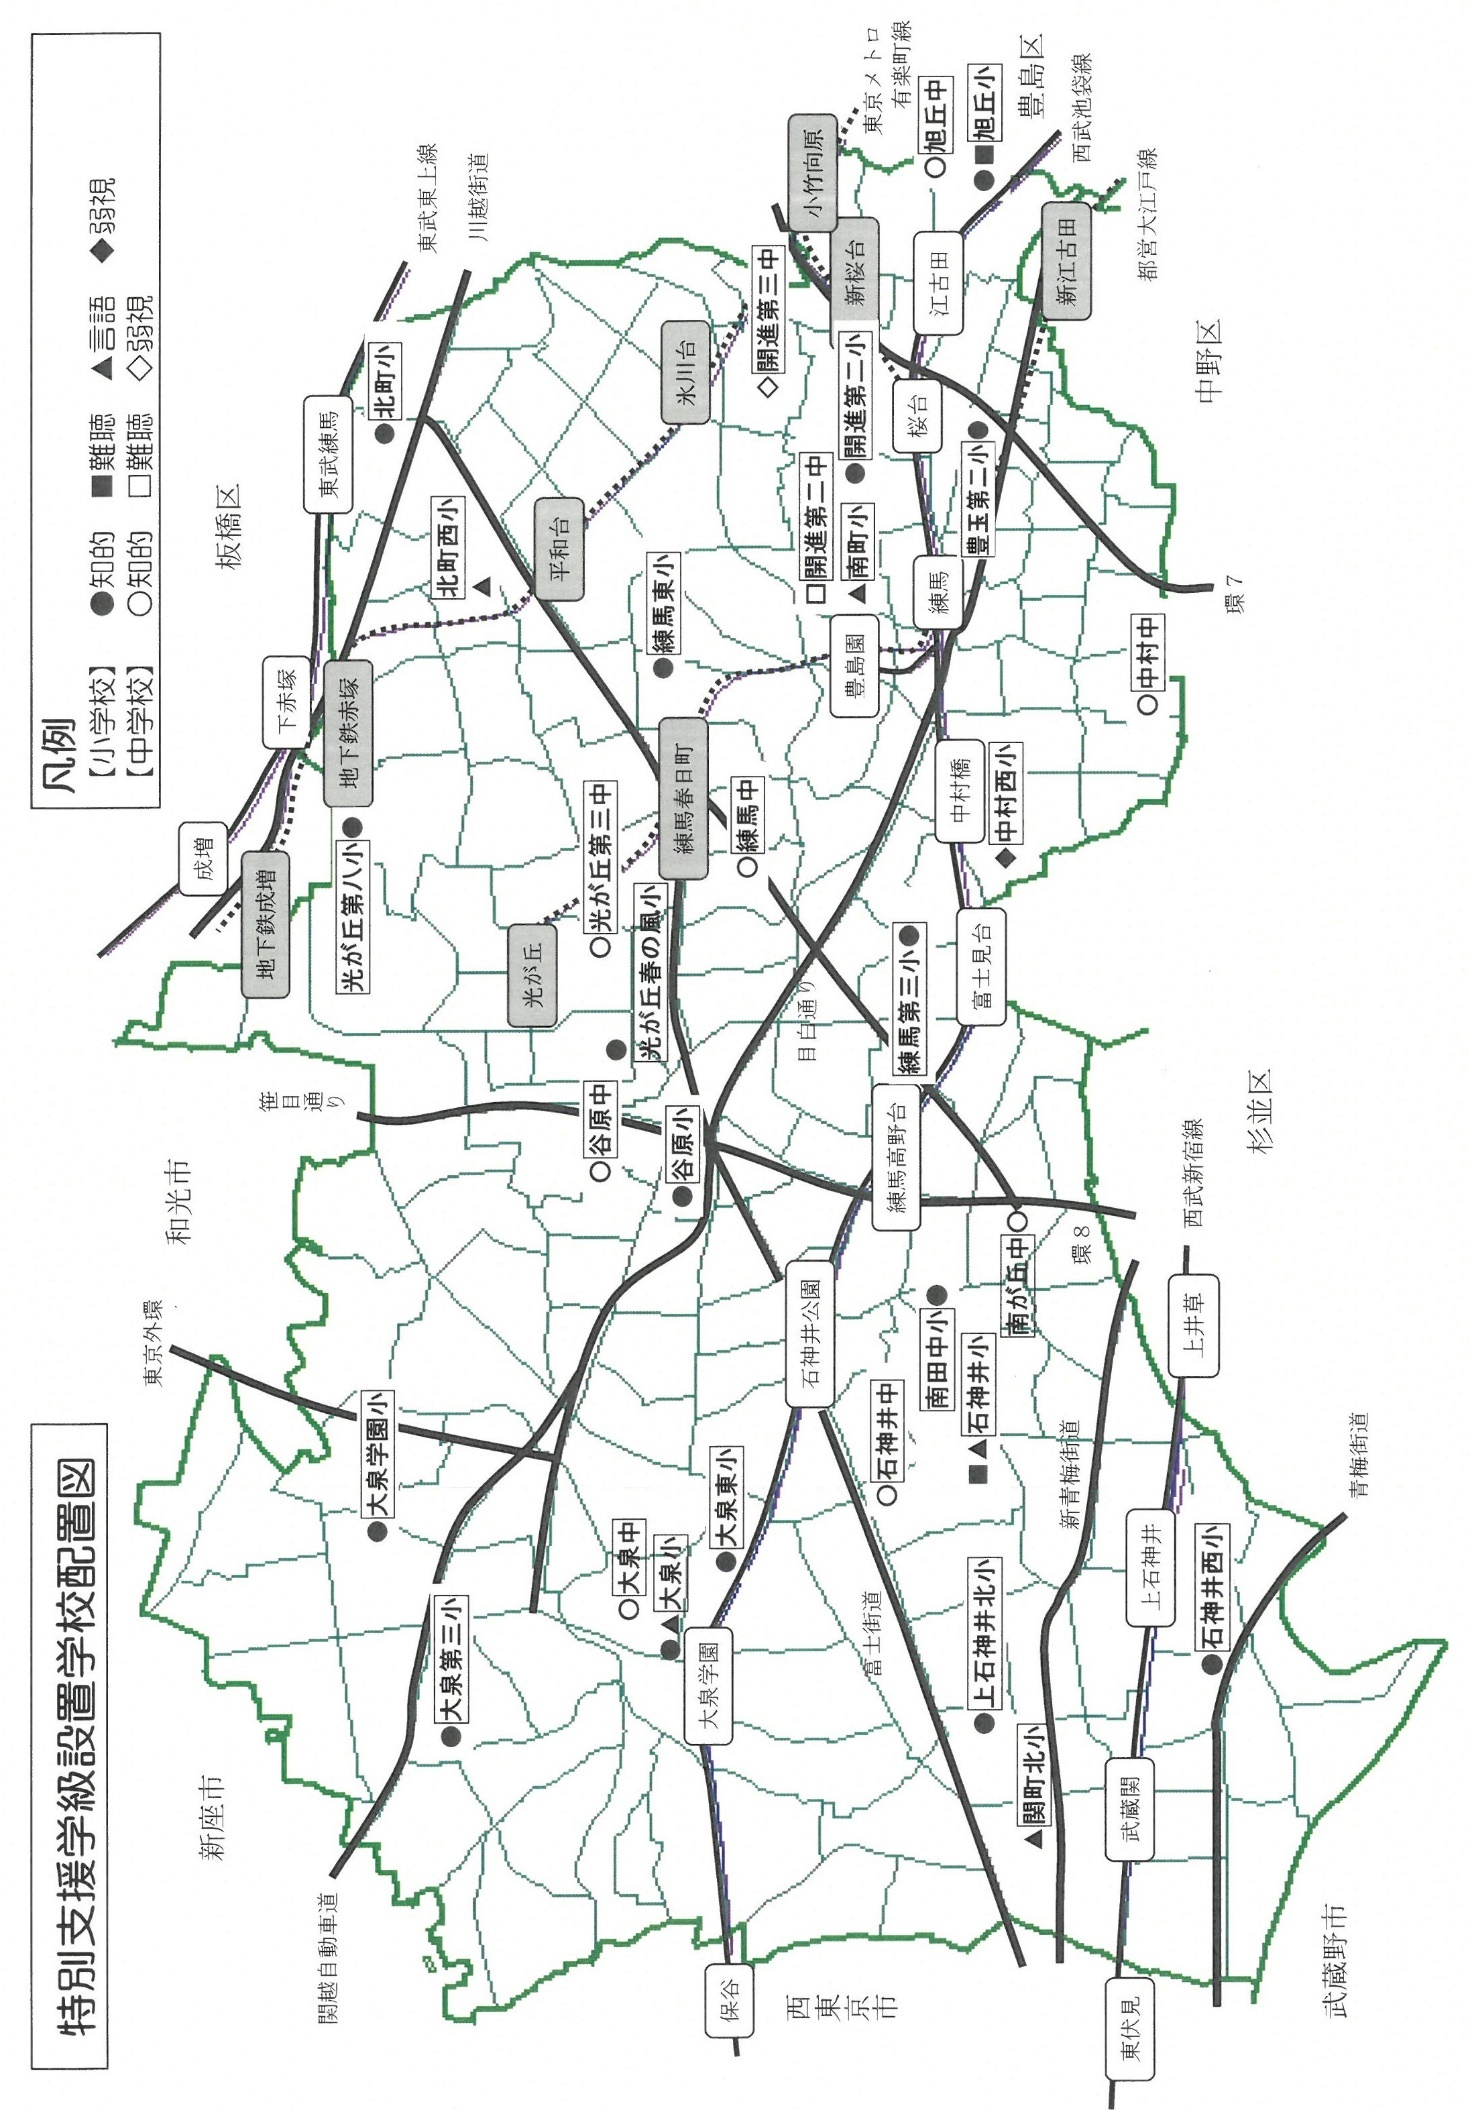 特別支援学級設置学校配置図
凡例
【小学校】 ●知的 ■難聴 ▲言語 ◆弱視
【中学校】 ○知的 □難聴 ◇弱視
和光市
板橋区
新座市
東京外環
笹目通り
関越自動車道
成増
地下鉄成増
下赤塚
地下鉄赤塚
東武練馬
東武東上線
川越街道
北町小
北町西小
光が丘第八小
大泉学園小
大泉第三小
光が丘
平和台
氷川台
光が丘第三中
光が丘春の風小
谷原中
谷原小
練馬東小
練馬春日町
練馬中
開進第三中
小竹向原
東京メトロ
有楽町線
新桜台
旭丘中
旭丘小
豊島区
西武池袋線
都営大江戸線
江古田
新江古田
開進第二小
開進第二中
南町小
桜台
豊玉第二小
豊島園
練馬
中野区
環7
中村中
中村橋
中村西小
目白通り
練馬第三小
富士見台
練馬高野台
大泉中
大泉小
大泉東小
大泉学園
石神井公園
石神井中
南田中小
石神井小
南が丘中
環8
杉並区
西武新宿線
上井草
富士街道
新青梅街道
上石神井北小
上石神井
石神井西小
青梅街道
関町北小
武蔵関
保谷
西東京市
東伏見
武蔵野市